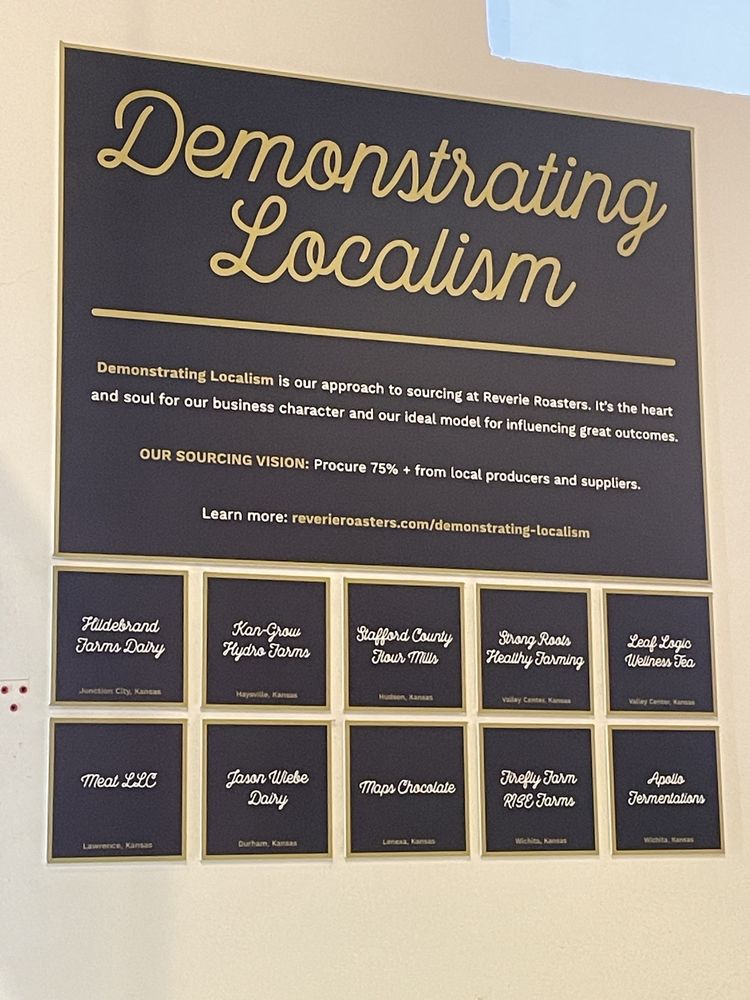 Demonstrating
Localism
Demonstrating Localism is our approach to sourcing at Reverie Roasters. It's the heart
and soul for our business character and our ideal model for influencing great outcomes.
OUR SOURCING VISION: Procure 75% + from local producers and suppliers.
Learn more: reverieroasters.com/demonstrating-localism
Hildebrand
Farms Dairy
Junction City, Kansas
Kan-Grow
Hydro Farms
Haysville, Kansas
Stafford County
Flour Mills
Hudson, Kansas
Strong Roots
Healthy Farming
Valley Center, Kansas
Leaf Logic
Wellness Tea
Valley Center, Kansas
Meat LLC
Lawrence, Kansas
Jason Wiebe
Dairy
Durham, Kansas
Maps Chocolate
Lenexa, Kansas
Firefly Farm
RISE Farms
Wichita, Kansas
Apollo
Fermentations
Wichita, Kansas